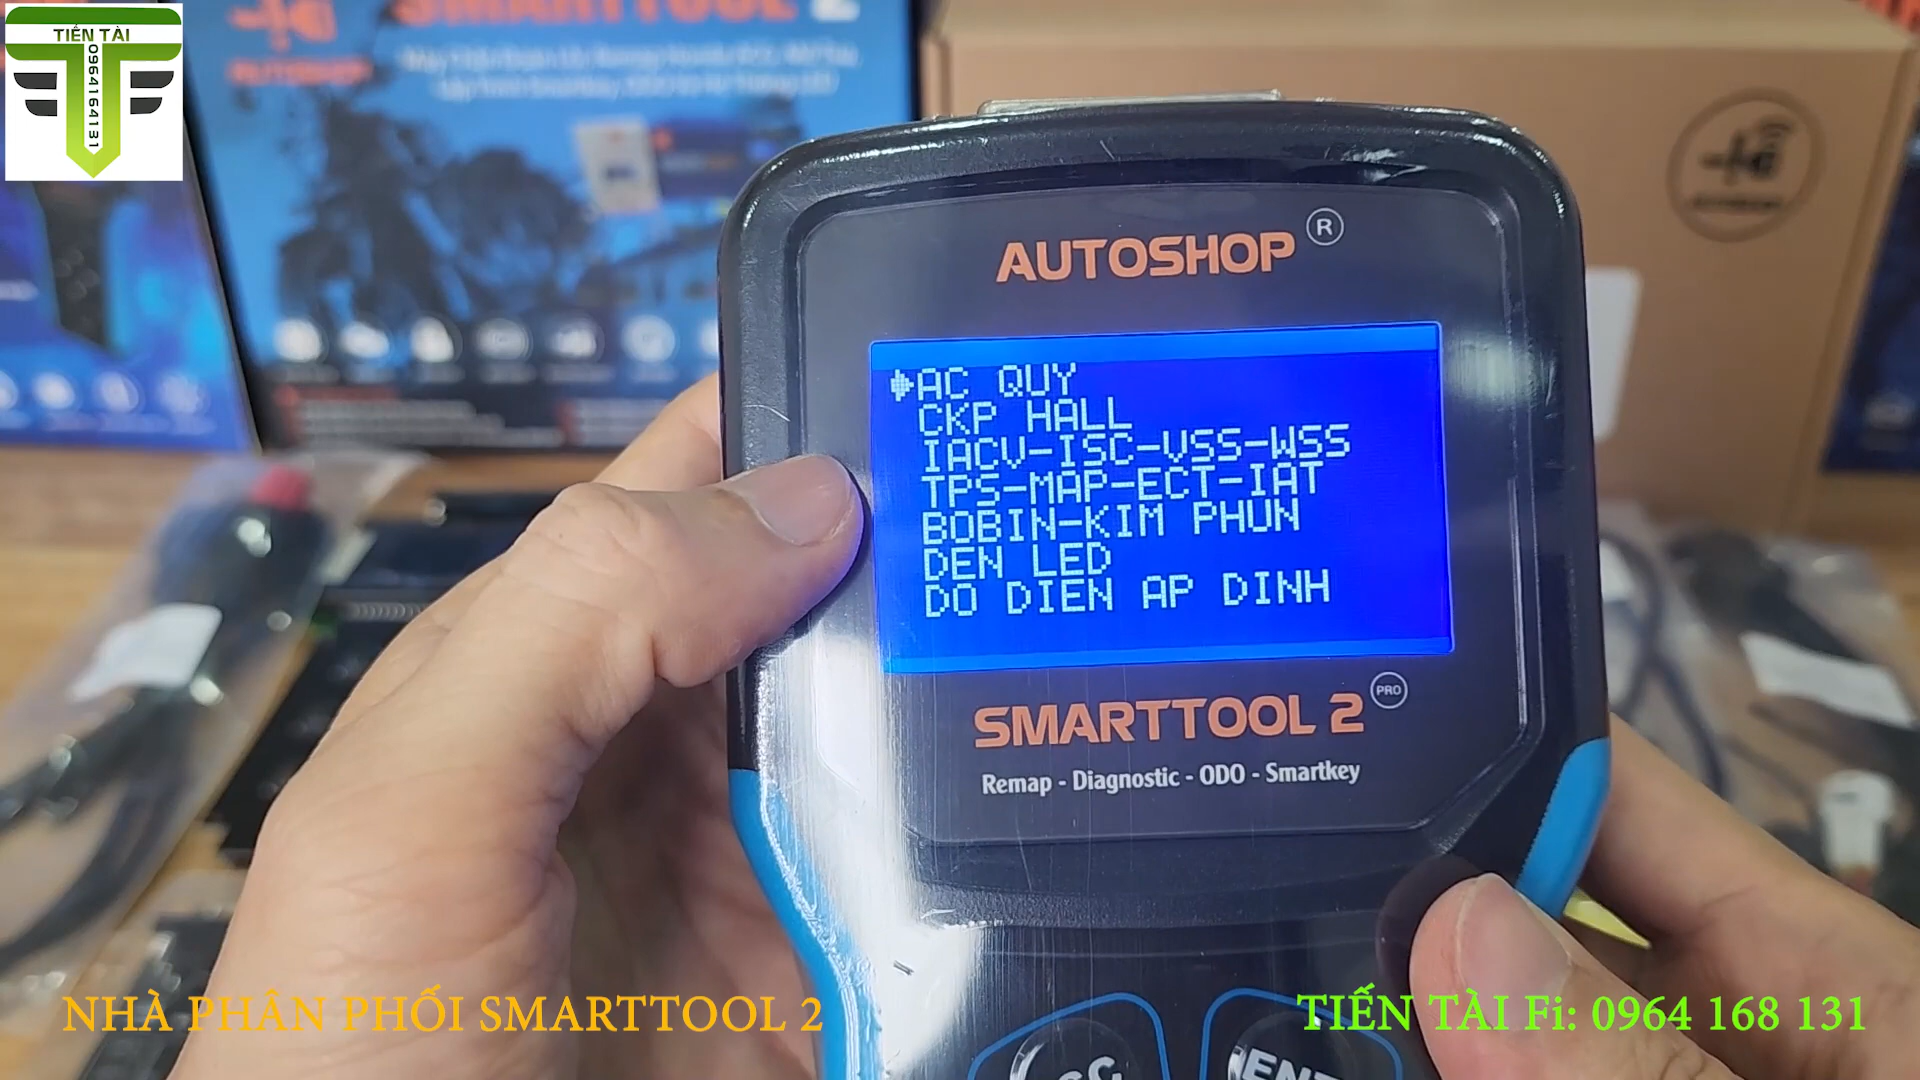 TIẾN TÀI
0964164131
SMARTTOOL 2
AUTOSHOP
R
AC QUY
CKP HALL
IACV-ISC-VSS-WSS
TPS-MAP-ECT-IAT
BOBIN-KIM PHUN
DEN LED
DO DIEN AP DINH
SMARTTOOL 2
PRO
Remap - Diagnostic - ODO - Smartkey
NHÀ PHÂN PHỐI SMARTTOOL 2
TIẾN TÀI Fi: 0964 168 131